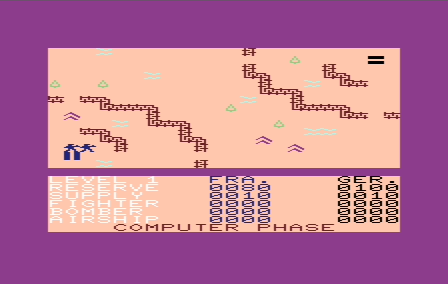 LEVEL 1 FRA. GER.
RESERVE 0080 0100
SUPPLY 0010 0010
FIGHTER 0000 0000
BOMBER 0000 0000
AIRSHIP 0000 0000
COMPUTER PHASE